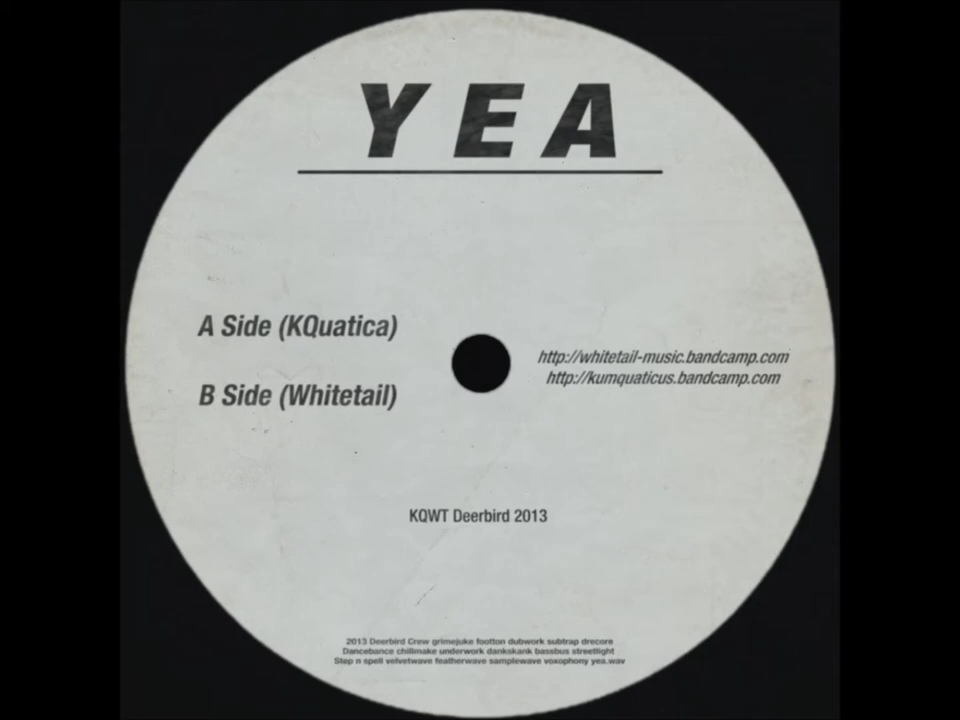 YEA
A Side (KQuatica)
B Side (Whitetail)
http://whitetail-music.bandcamp.com
http://kumquaticus.bandcamp.com
KQWT Deerbird 2013
2013 Deerbird Crew grimejuke footton dubwork subtrap drecore
Dancebance chillmake underwork dankskank bassbus streetlight
Step n spell velvetwave featherwave samplewave voxophony yea.wav